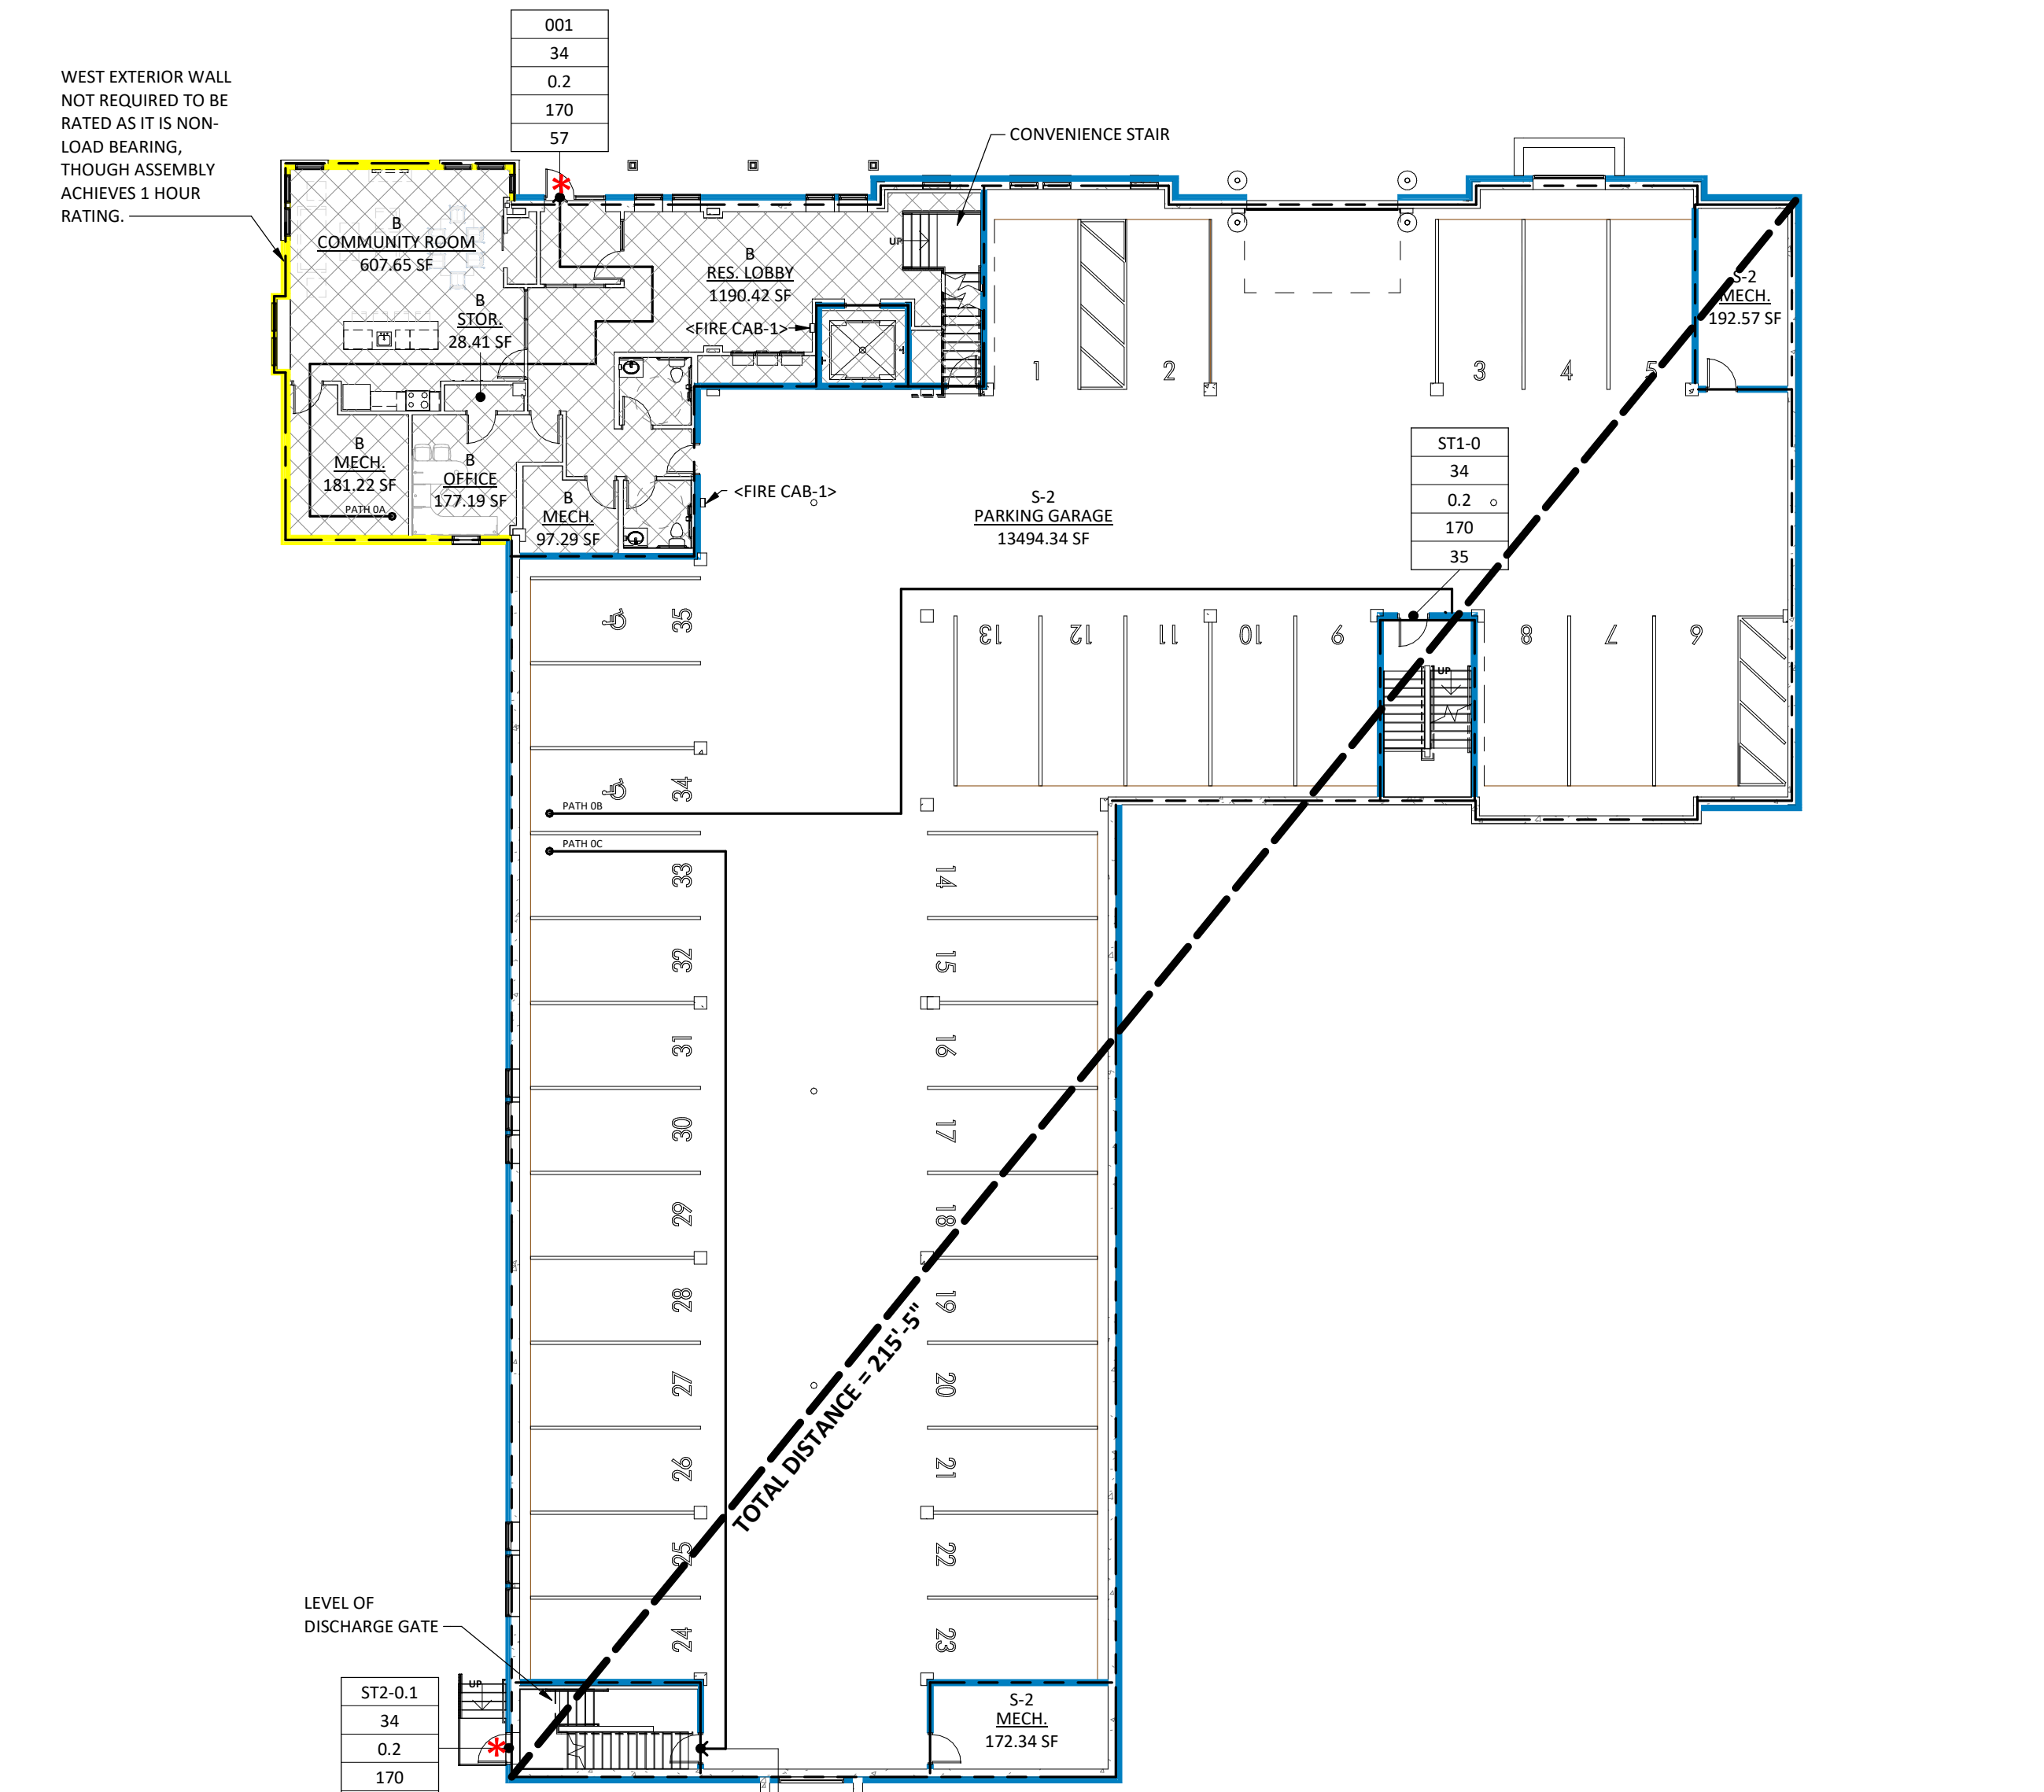 001
34
0.2
170
57
WEST EXTERIOR WALL
NOT REQUIRED TO BE
RATED AS IT IS NON-
LOAD BEARING,
THOUGH ASSEMBLY
ACHIEVES 1 HOUR
RATING.
CONVENIENCE STAIR
B
COMMUNITY ROOM
607.65 SF
UP
B
RES. LOBBY
1190.42 SF
B
STOR.
28.41 SF
<FIRE CAB-1>
S-2
MECH.
192.57 SF
1
2
3
4
5
B
MECH.
181.22 SF
PATH 0A
B
OFFICE
177.19 SF
B
MECH.
97.29 SF
<FIRE CAB-1>
S-2
PARKING GARAGE
13494.34 SF
ST1-0
34
0.2
170
35
35
13
12
11
10
9
8
7
6
UP
34
PATH 0B
PATH 0C
33
14
32
15
31
16
30
17
29
18
28
19
27
20
TOTAL DISTANCE = 215'-5"
26
21
25
22
24
23
LEVEL OF
DISCHARGE GATE
UP
ST2-0.1
34
0.2
170
S-2
MECH.
172.34 SF